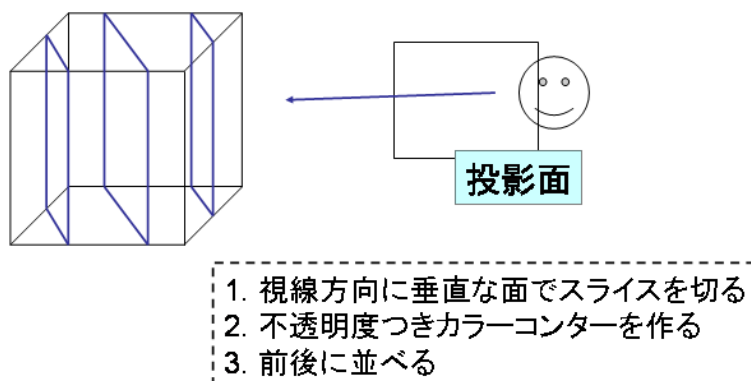 投影面
1. 視線方向に垂直な面でスライスを切る
2. 不透明度つきカラーコンターを作る
3. 前後に並べる